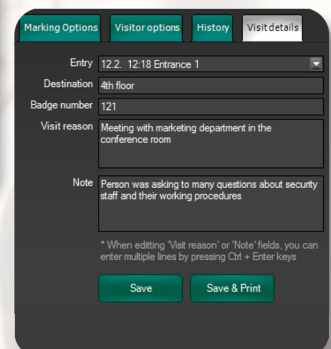 Marking Options Visitor options History Visit details
Entry 12.2. 12:18 Entrance 1
Destination 4th floor
Badge number 121
Visit reason Meeting with marketing department in the
conference room
Note Person was asking to many questions about security
staff and their working procedures
* When editting 'Visit reason' or 'Note' fields, you can
enter multiple lines by pressing Ctrl + Enter keys
Save Save & Print